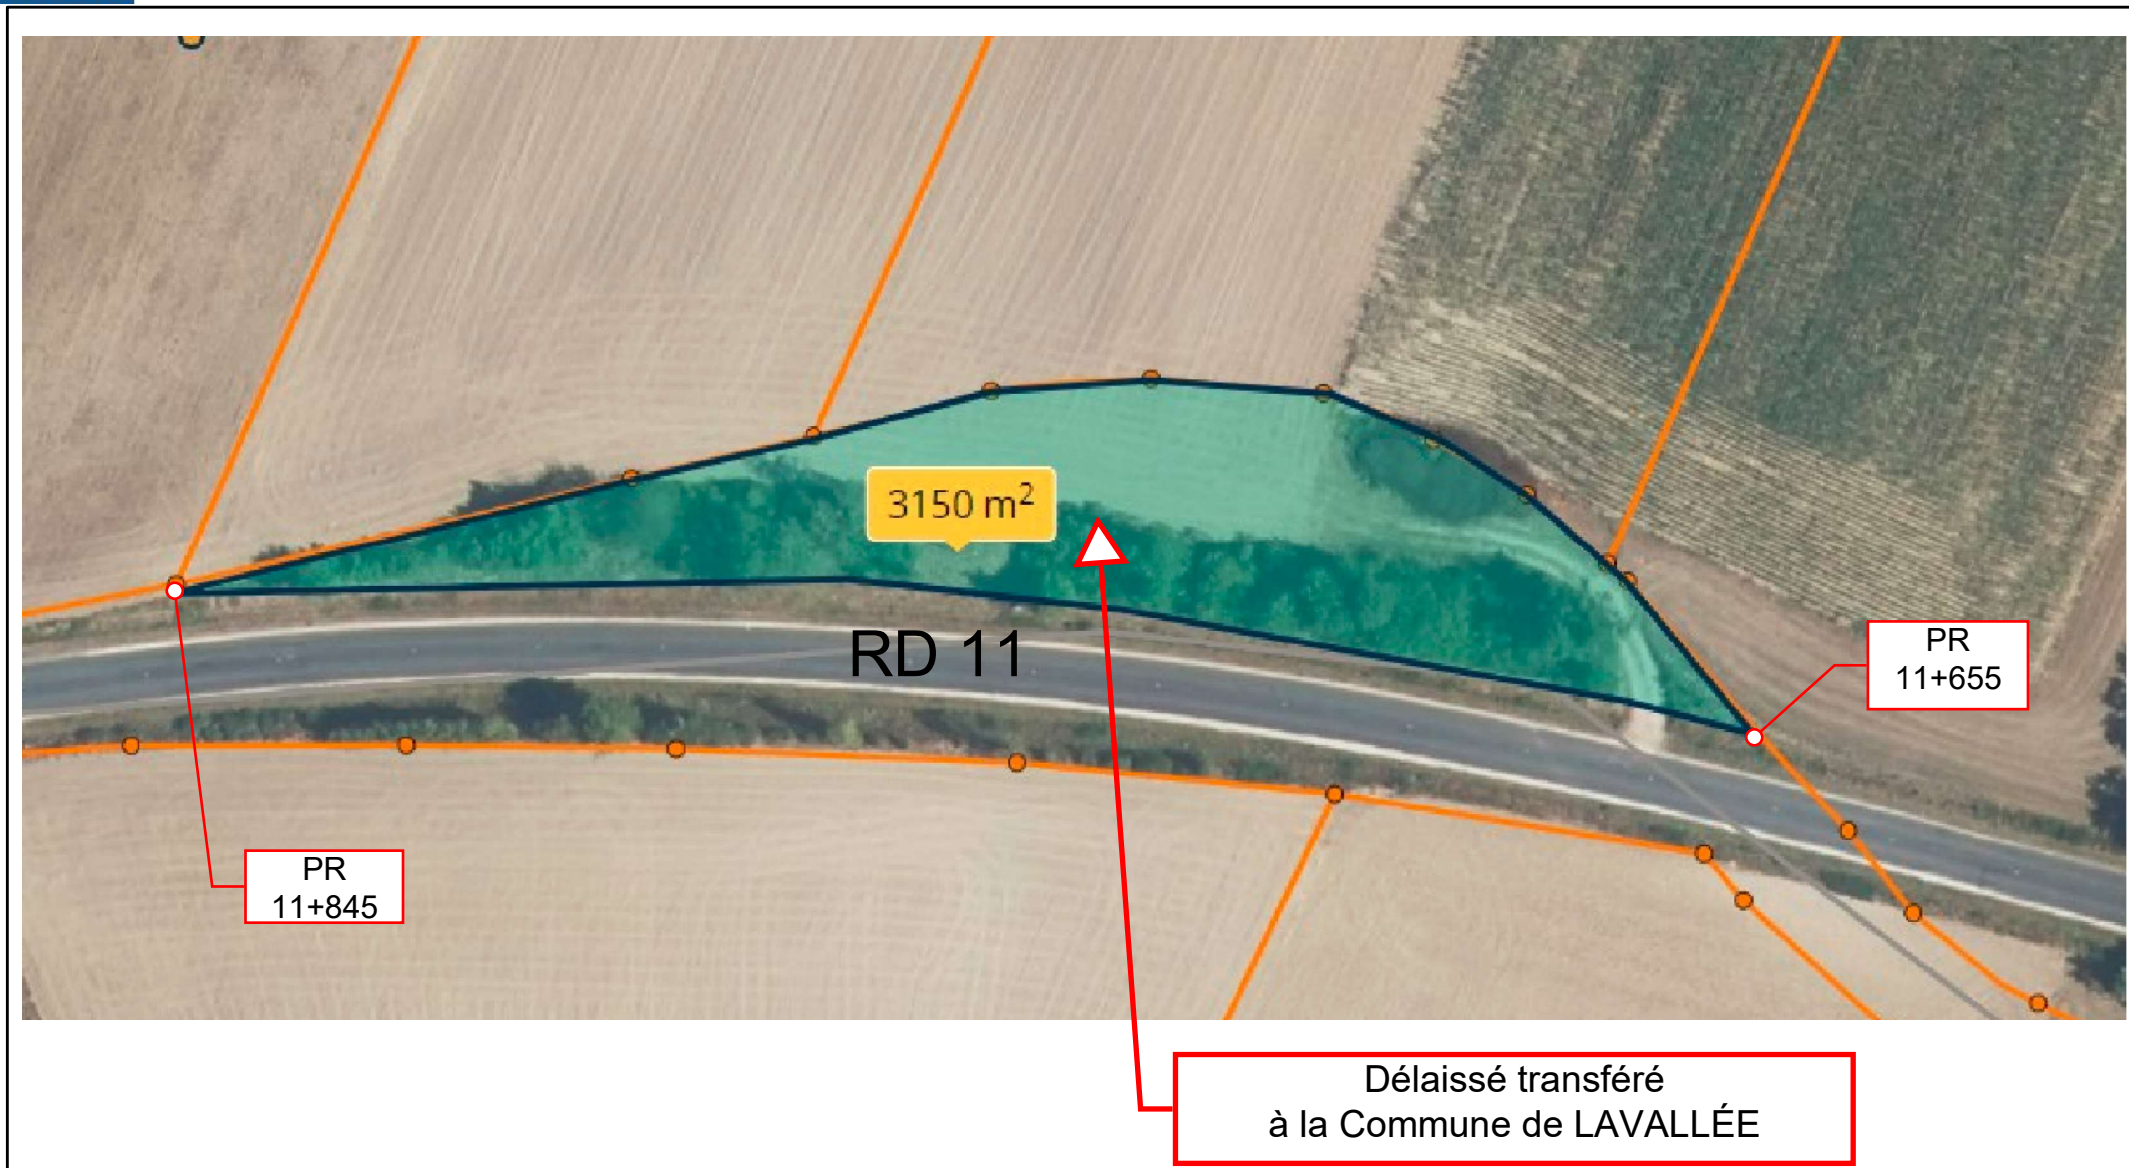 3150 m²
RD 11
PR
11+655
PR
11+845
Délaissé transféré
à la Commune de LAVALLÉE